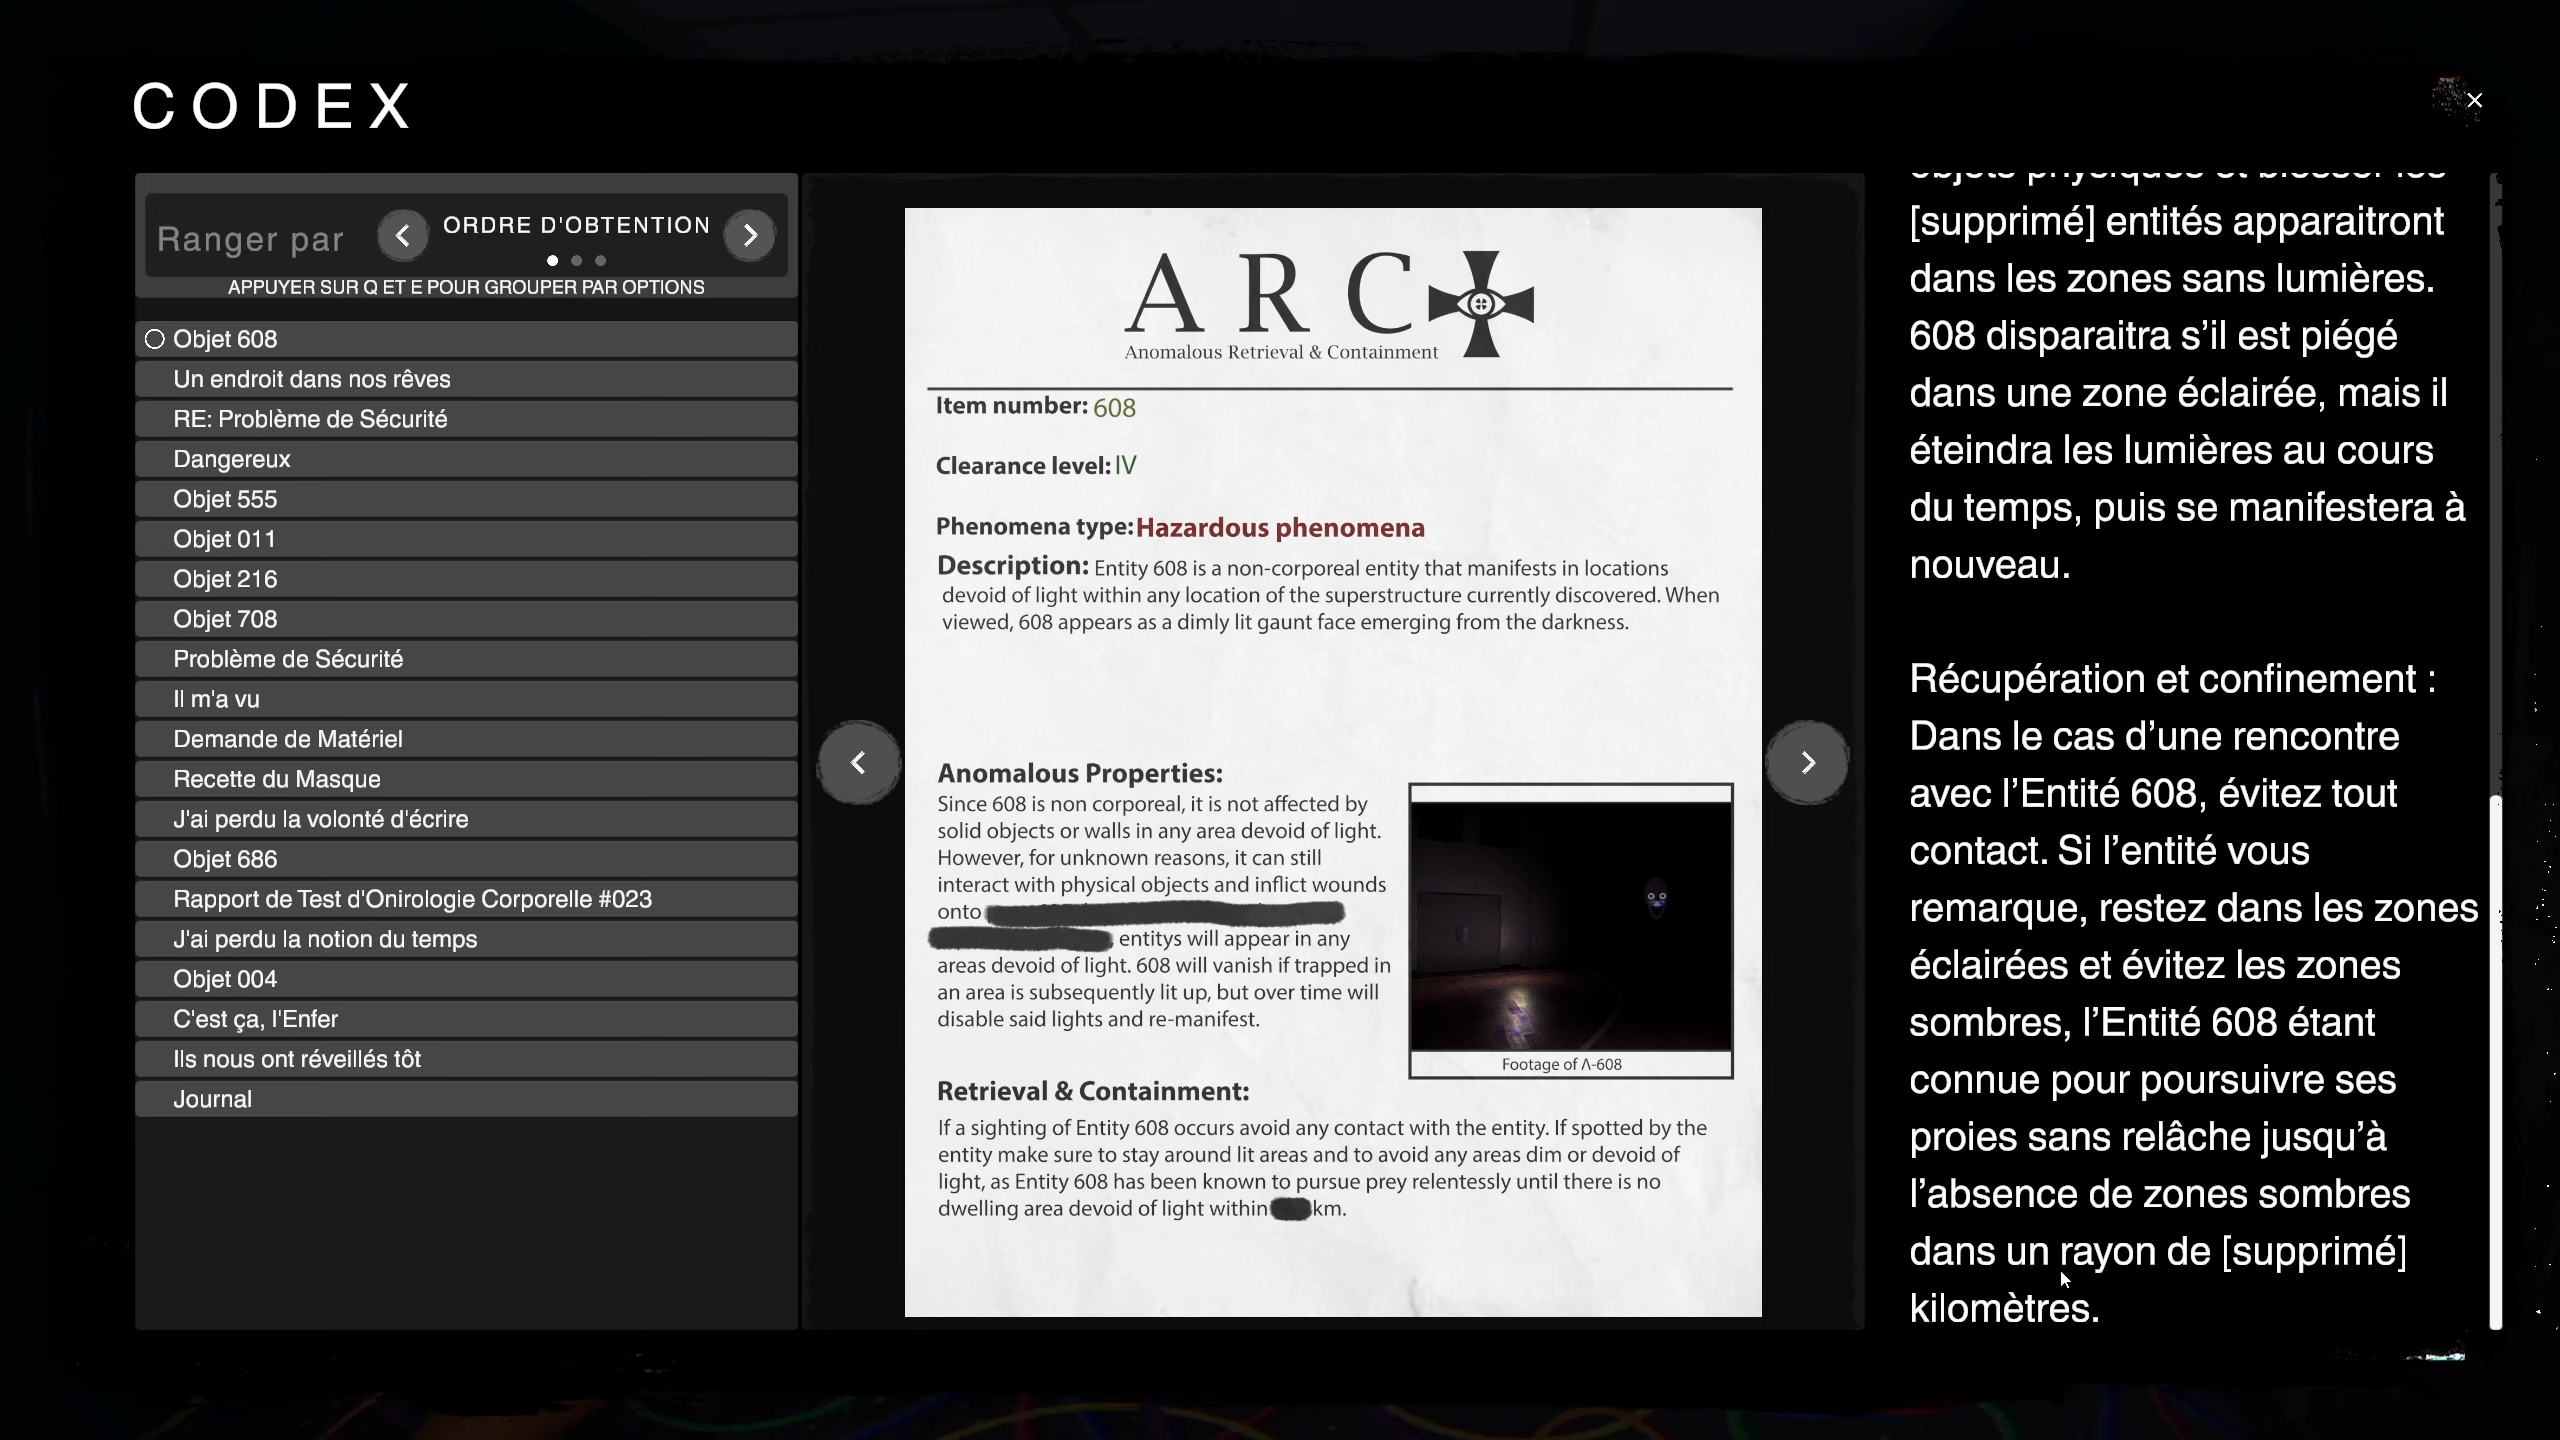 CODEX
Ranger par
ORDRE D'OBTENTION
APPUYER SUR Q ET E POUR GROUPER PAR OPTIONS
Objet 608
Un endroit dans nos rêves
RE: Problème de Sécurité
Dangereux
Objet 555
Objet 011
Objet 216
Objet 708
Problème de Sécurité
Il m'a vu
Demande de Matériel
Recette du Masque
J'ai perdu la volonté d'écrire
Objet 686
Rapport de Test d'Onirologie Corporelle #023
J'ai perdu la notion du temps
Objet 004
C'est ça, l'Enfer
Ils nous ont réveillés tôt
Journal
ARC
Anomalous Retrieval & Containment
Item number: 608
Clearance level: IV
Phenomena type: Hazardous phenomena
Description: Entity 608 is a non-corporeal entity that manifests in locations
devoid of light within any location of the superstructure currently discovered. When
viewed, 608 appears as a dimly lit gaunt face emerging from the darkness.
Anomalous Properties:
Since 608 is non corporeal, it is not affected by
solid objects or walls in any area devoid of light.
However, for unknown reasons, it can still
interact with physical objects and inflict wounds
onto
entitys will appear in any
areas devoid of light. 608 will vanish if trapped in
an area is subsequently lit up, but over time will
disable said lights and re-manifest.
Footage of Λ-608
Retrieval & Containment:
If a sighting of Entity 608 occurs avoid any contact with the entity. If spotted by the
entity make sure to stay around lit areas and to avoid any areas dim or devoid of
light, as Entity 608 has been known to pursue prey relentessly until there is no
dwelling area devoid of light within km.
objets physiques et blesser les
[supprimé] entités apparaitront
dans les zones sans lumières.
608 disparaitra s’il est piégé
dans une zone éclairée, mais il
éteindra les lumières au cours
du temps, puis se manifestera à
nouveau.
Récupération et confinement :
Dans le cas d’une rencontre
avec l’Entité 608, évitez tout
contact. Si l’entité vous
remarque, restez dans les zones
éclairées et évitez les zones
sombres, l’Entité 608 étant
connue pour poursuivre ses
proies sans relâche jusqu’à
l’absence de zones sombres
dans un rayon de [supprimé]
kilomètres.